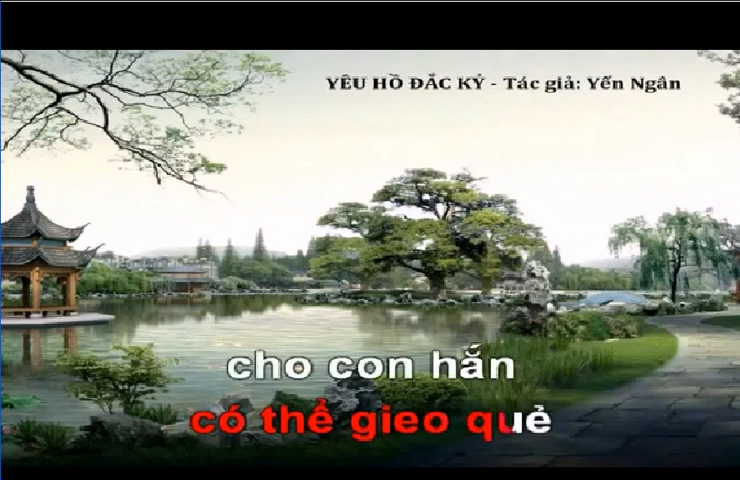 YÊU HỒ ĐẮC KỶ - Tác giả: Yến Ngân
cho con hắn
có thể gieo quẻ